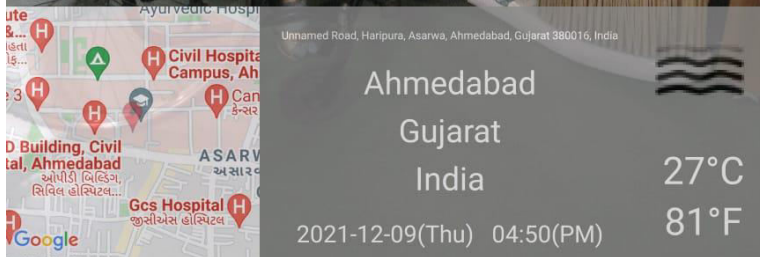 Ayurvedic Hospi
ute
&...
Civil Hospita
Campus, Ah
e 3
Can
કેન્સર
D Building, Civil
tal, Ahmedabad
ઓપીડી બિલ્ડિંગ,
સિવિલ હોસ્પિટલ...
ASARV
અસારવ
Gcs Hospital
જીસીએસ હૉસ્પિટલ
Google
Unnamed Road, Haripura, Asarwa, Ahmedabad, Gujarat 380016, India
Ahmedabad
Gujarat
India
2021-12-09(Thu) 04:50(PM)
27°C
81°F